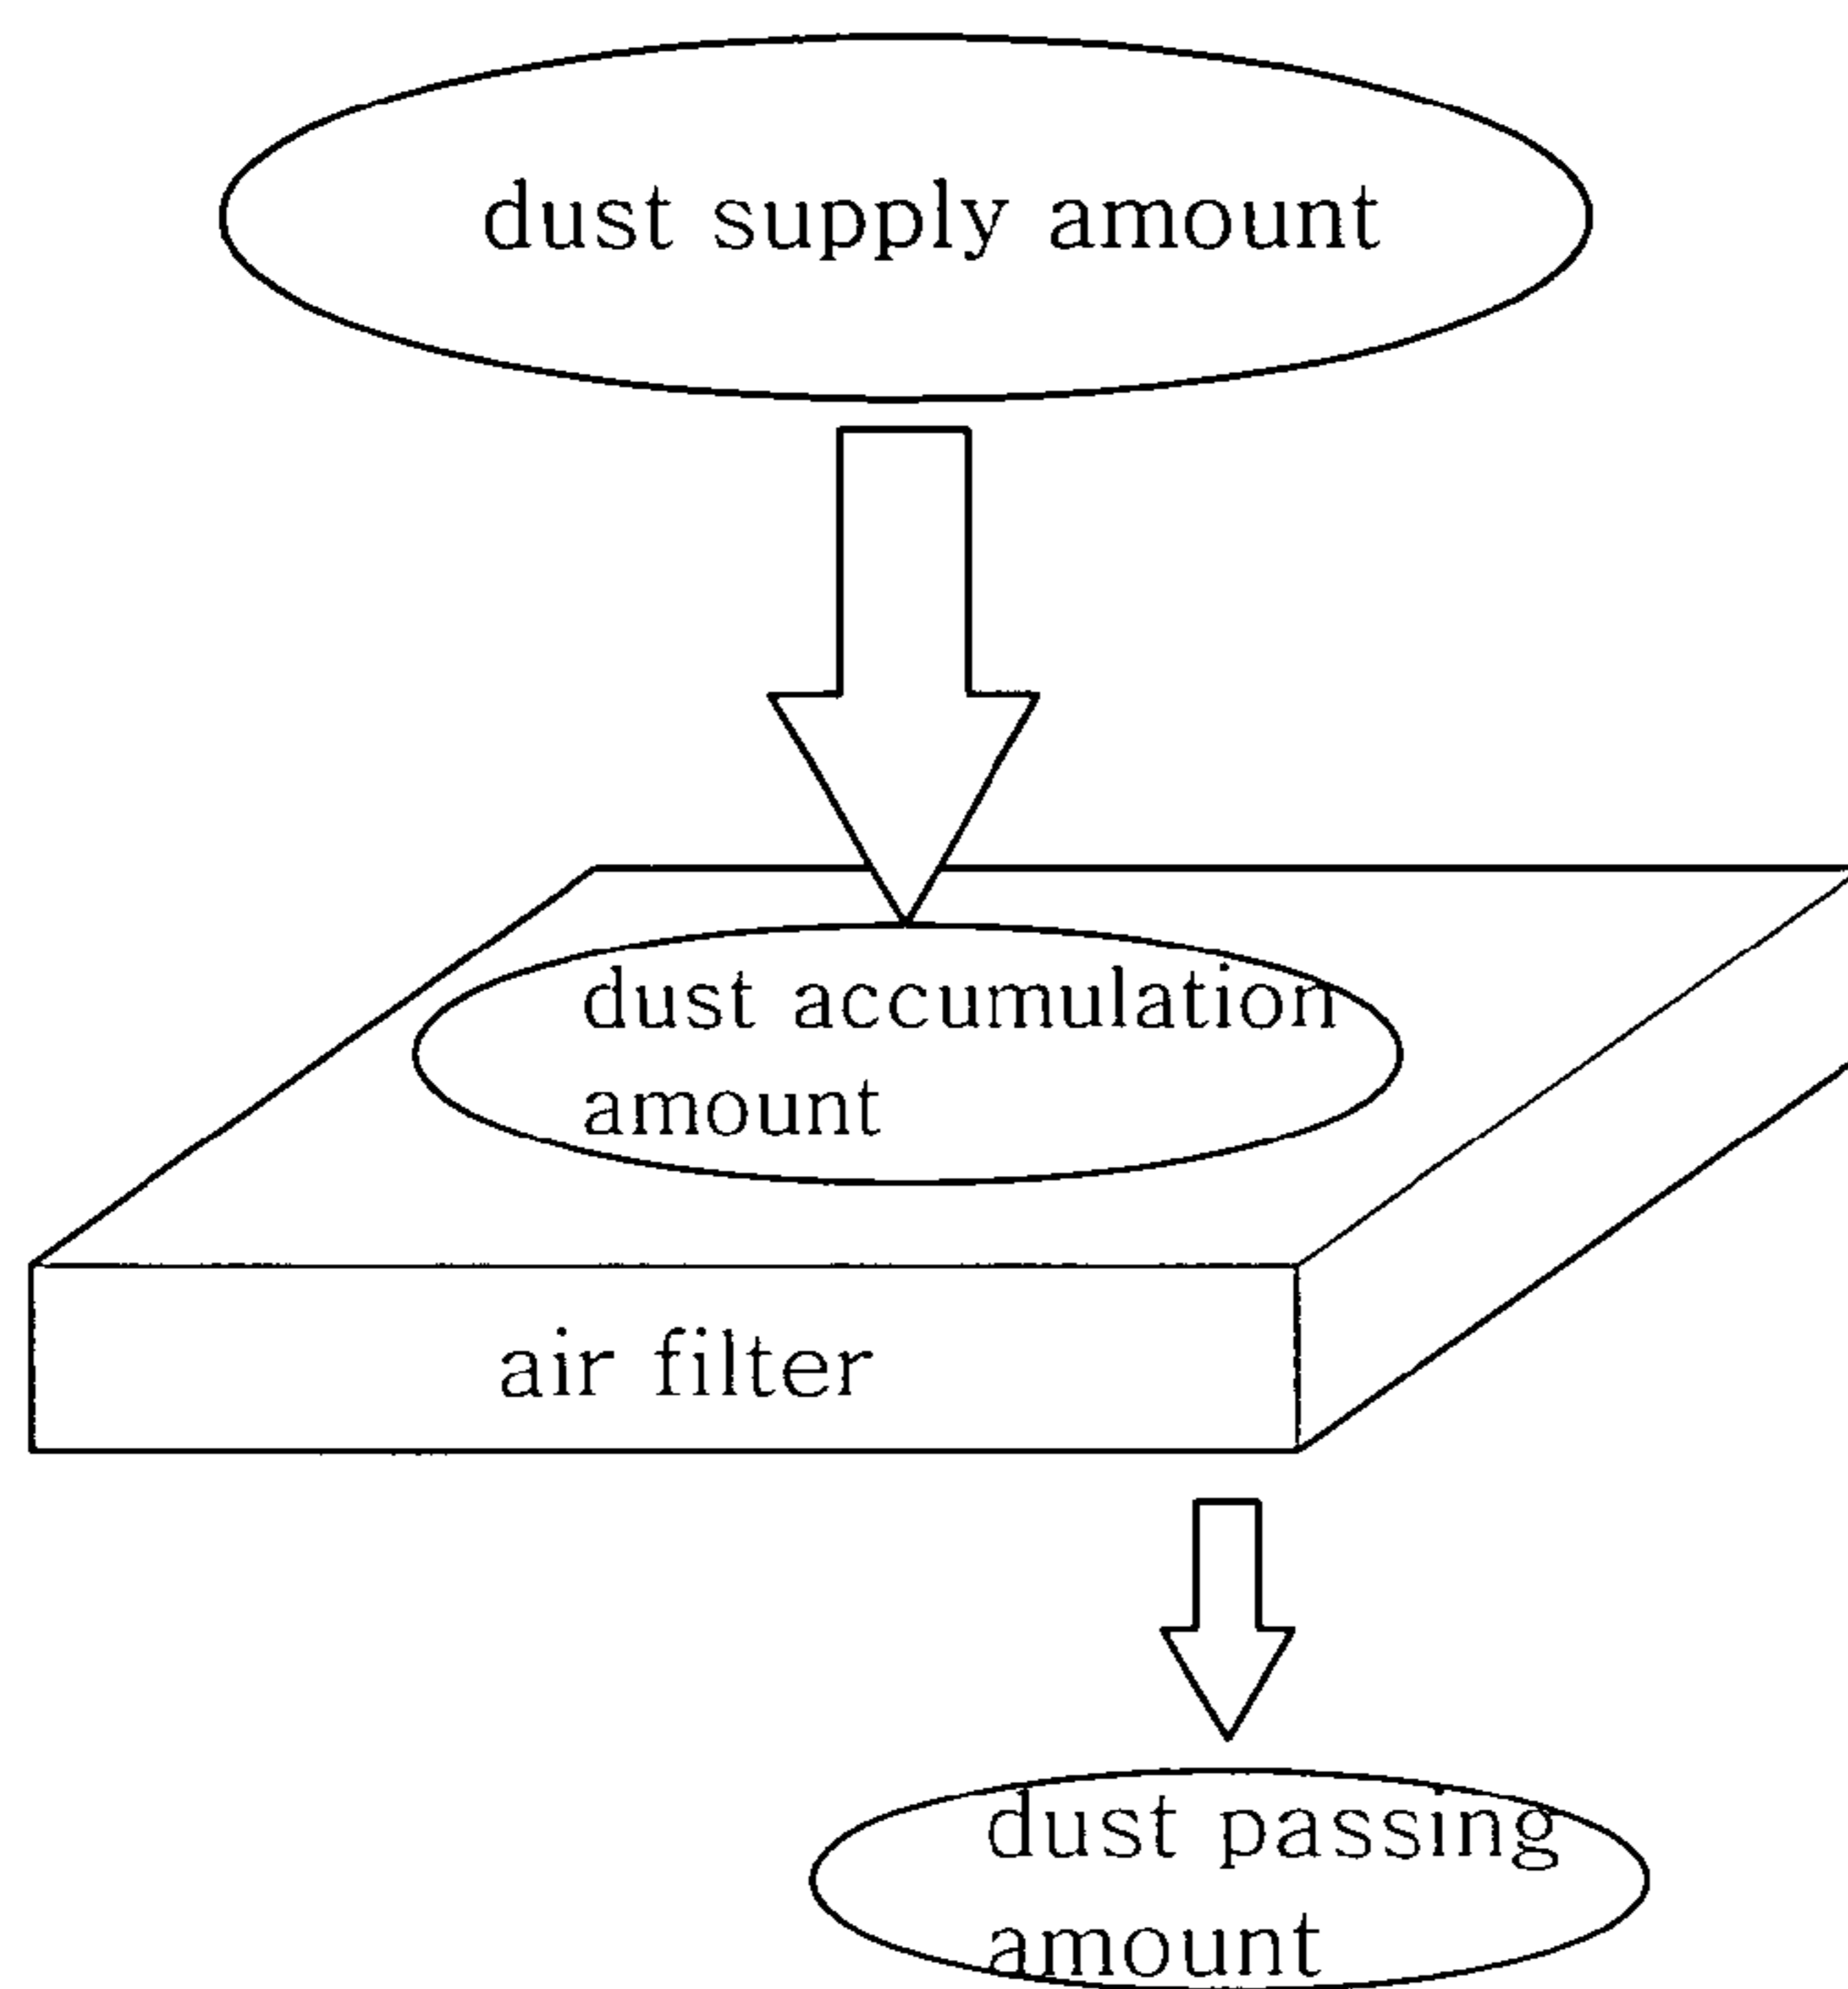 dust supply amount
dust accumulation
amount
air filter
dust passing
amount